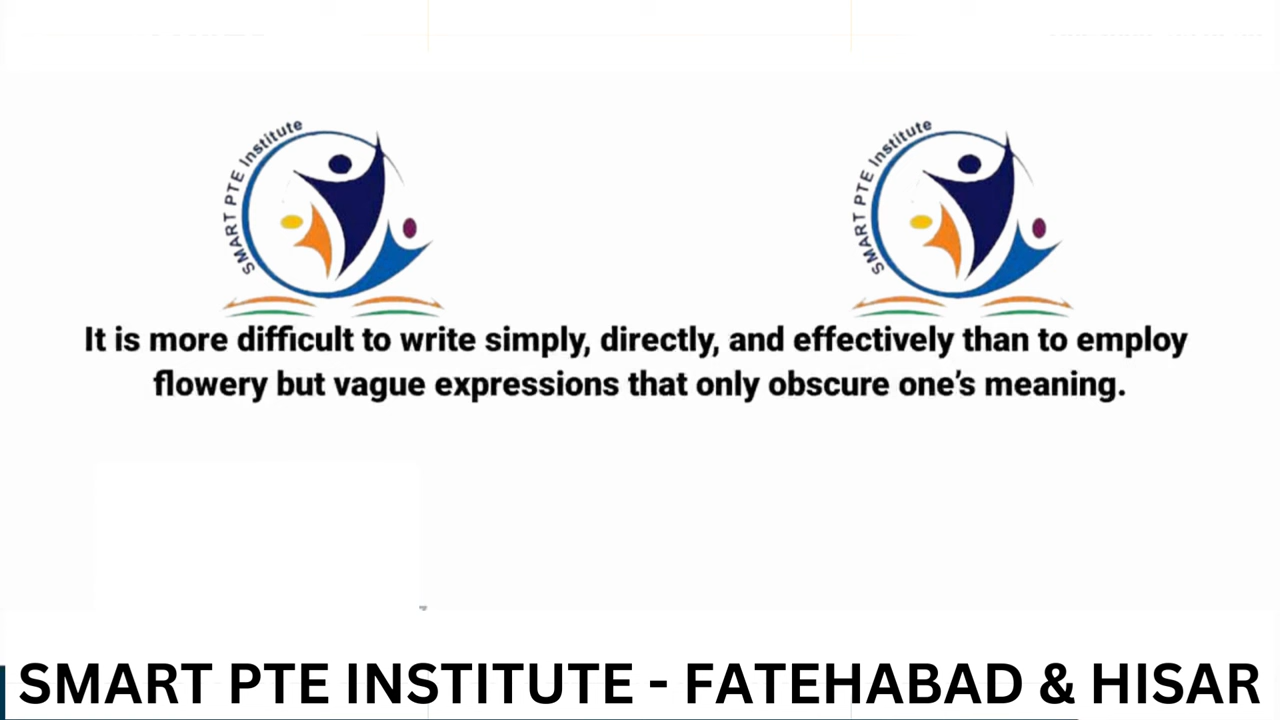 SMART PTE Institute
SMART PTE Institute
It is more difficult to write simply, directly, and effectively than to employ
flowery but vague expressions that only obscure one’s meaning.
SMART PTE INSTITUTE - FATEHABAD & HISAR